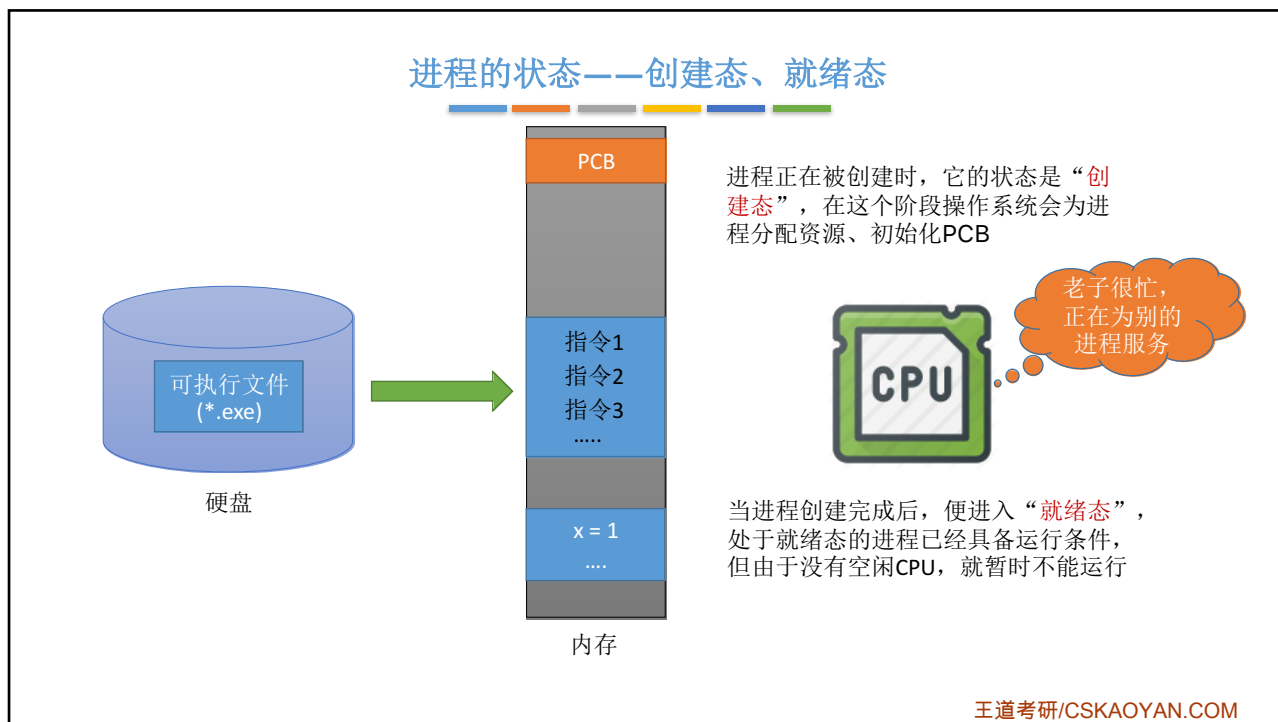 进程的状态——创建态、就绪态
PCB
进程正在被创建时，它的状态是“创
建态”，在这个阶段操作系统会为进
程分配资源、初始化PCB
老子很忙，
正在为别的
进程服务
指令1
指令2
指令3
…..
CPU
可执行文件
(*.exe)
硬盘
x = 1
….
当进程创建完成后，便进入“就绪态”，
处于就绪态的进程已经具备运行条件，
但由于没有空闲CPU，就暂时不能运行
内存
王道考研/CSKAOYAN.COM